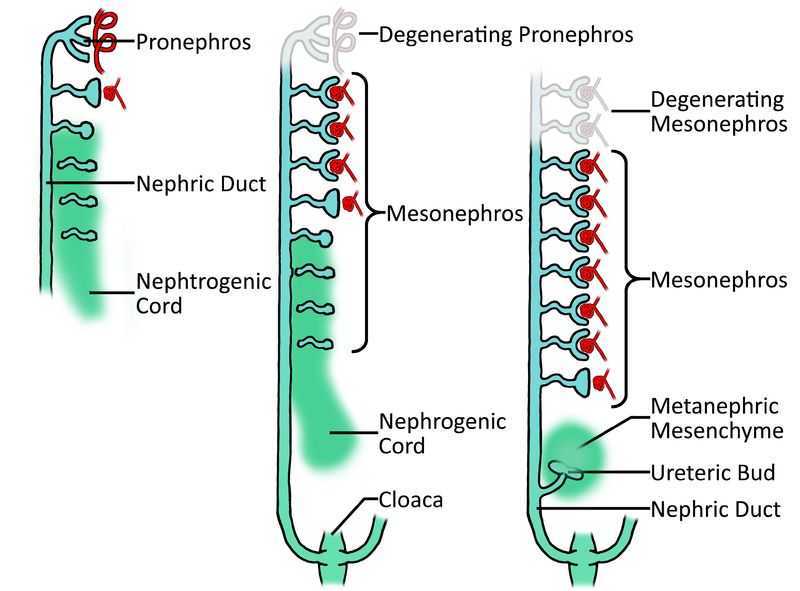 Pronephros
Nephric Duct
Nephtrogenic
Cord
Degenerating Pronephros
Mesonephros
Nephrogenic
Cord
Cloaca
Degenerating
Mesonephros
Mesonephros
Metanephric
Mesenchyme
Ureteric Bud
Nephric Duct